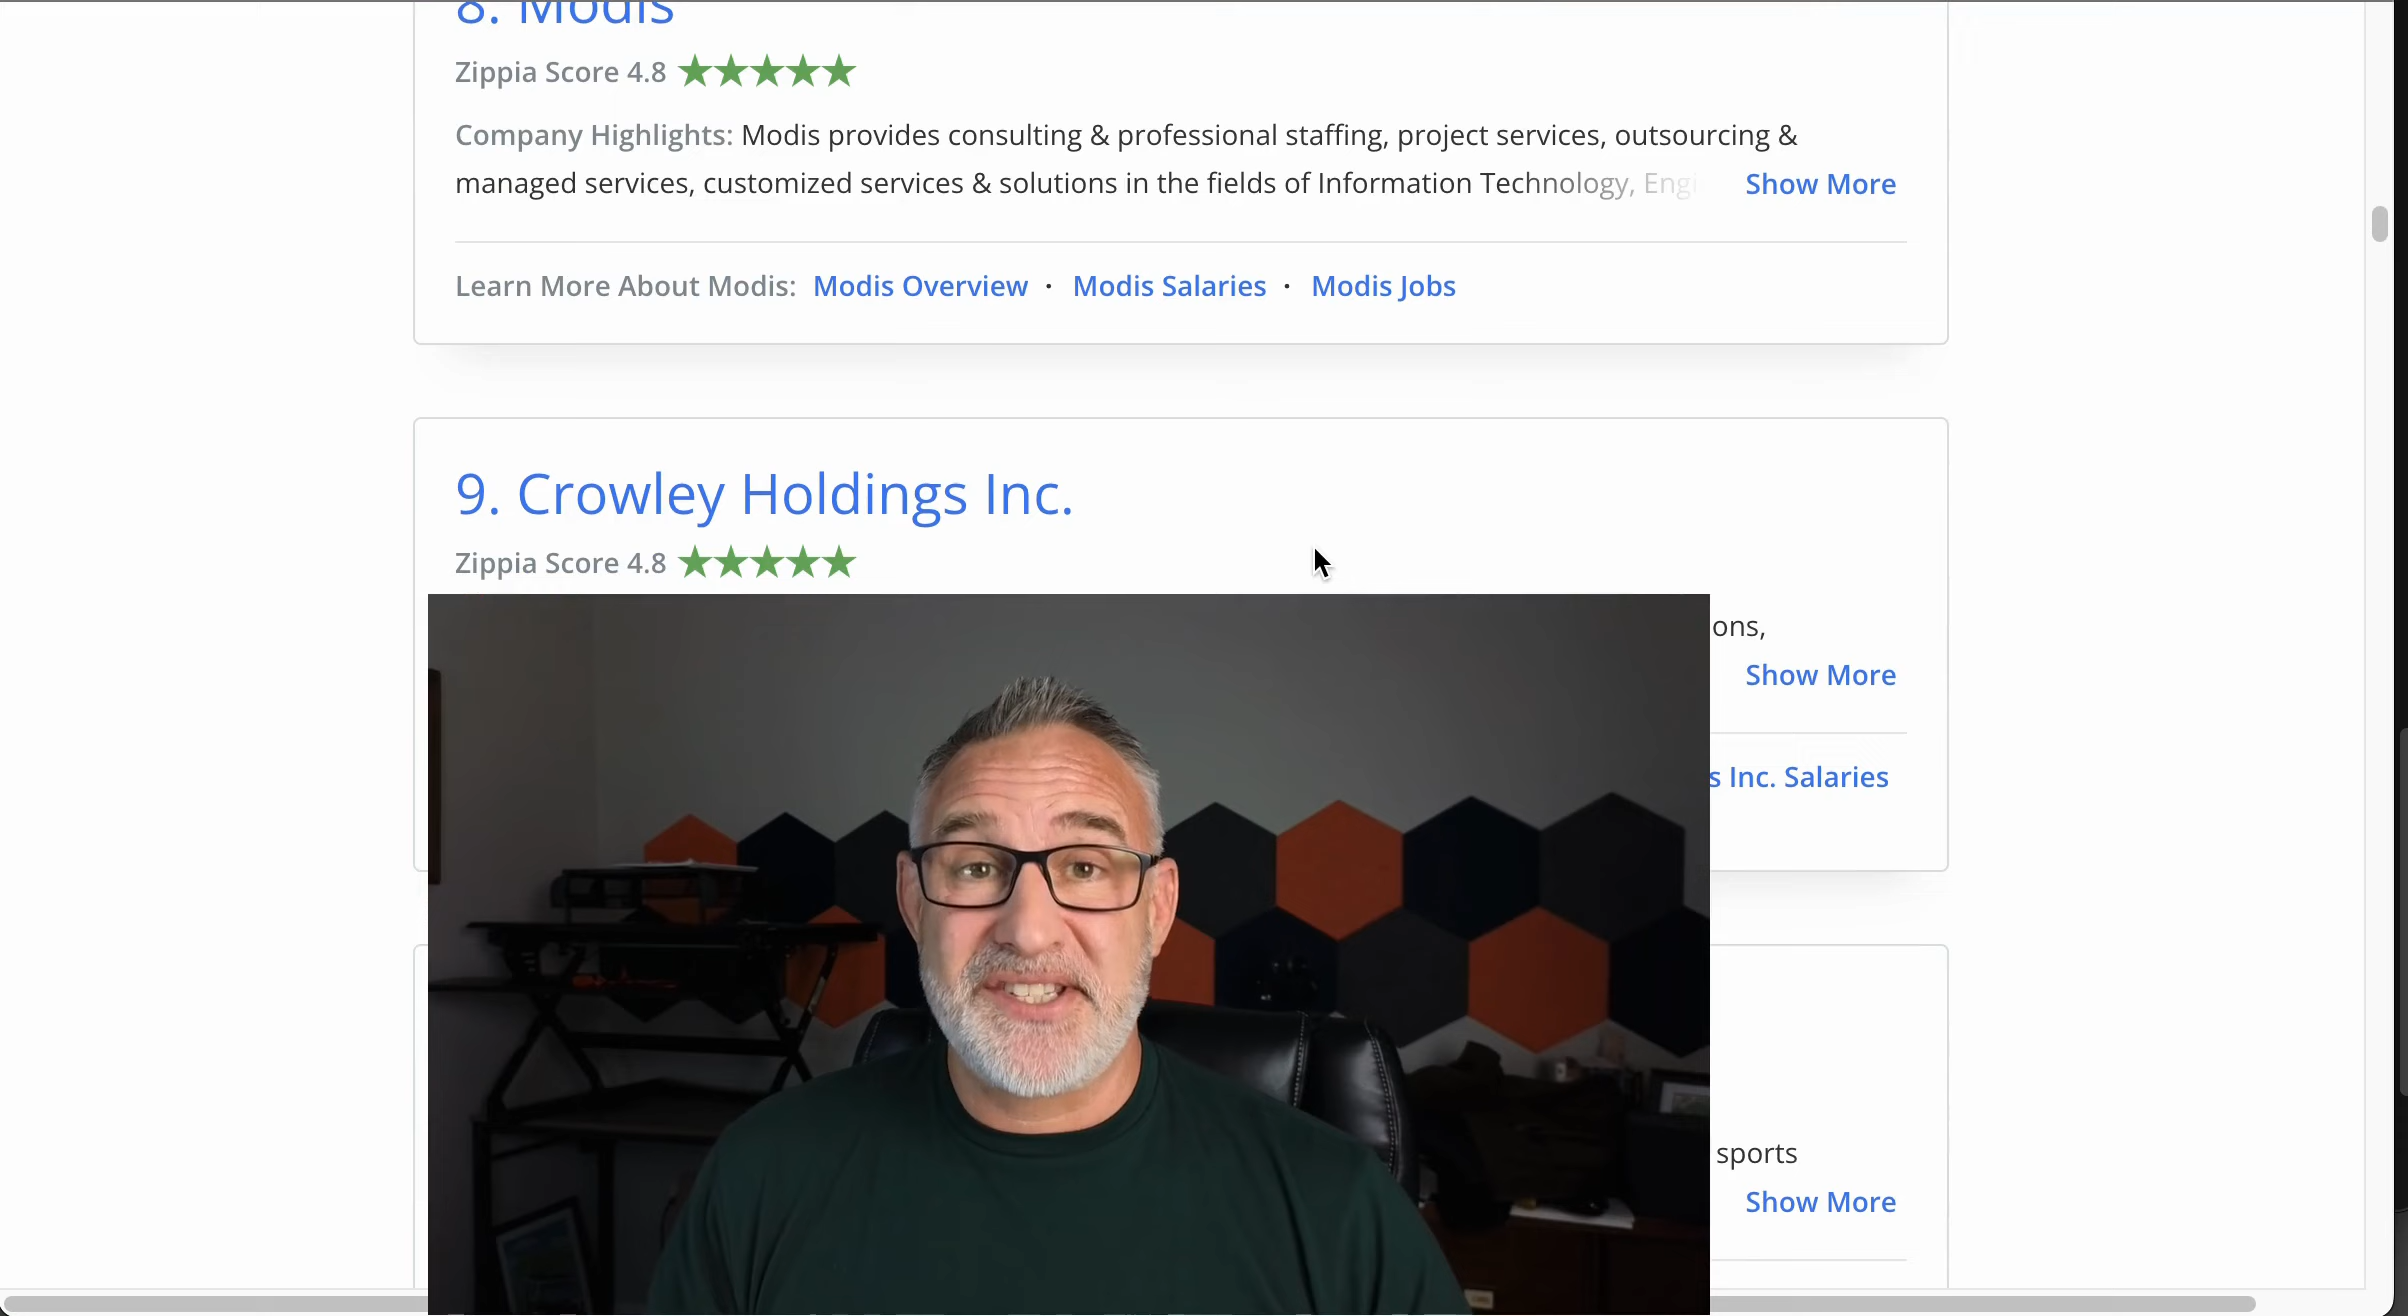 8. Modis
Zippia Score 4.8
Company Highlights: Modis provides consulting & professional staffing, project services, outsourcing &
managed services, customized services & solutions in the fields of Information Technology, Engi
Show More
Learn More About Modis: Modis Overview · Modis Salaries · Modis Jobs
9. Crowley Holdings Inc.
Zippia Score 4.8
ons,
Show More
s Inc. Salaries
sports
Show More